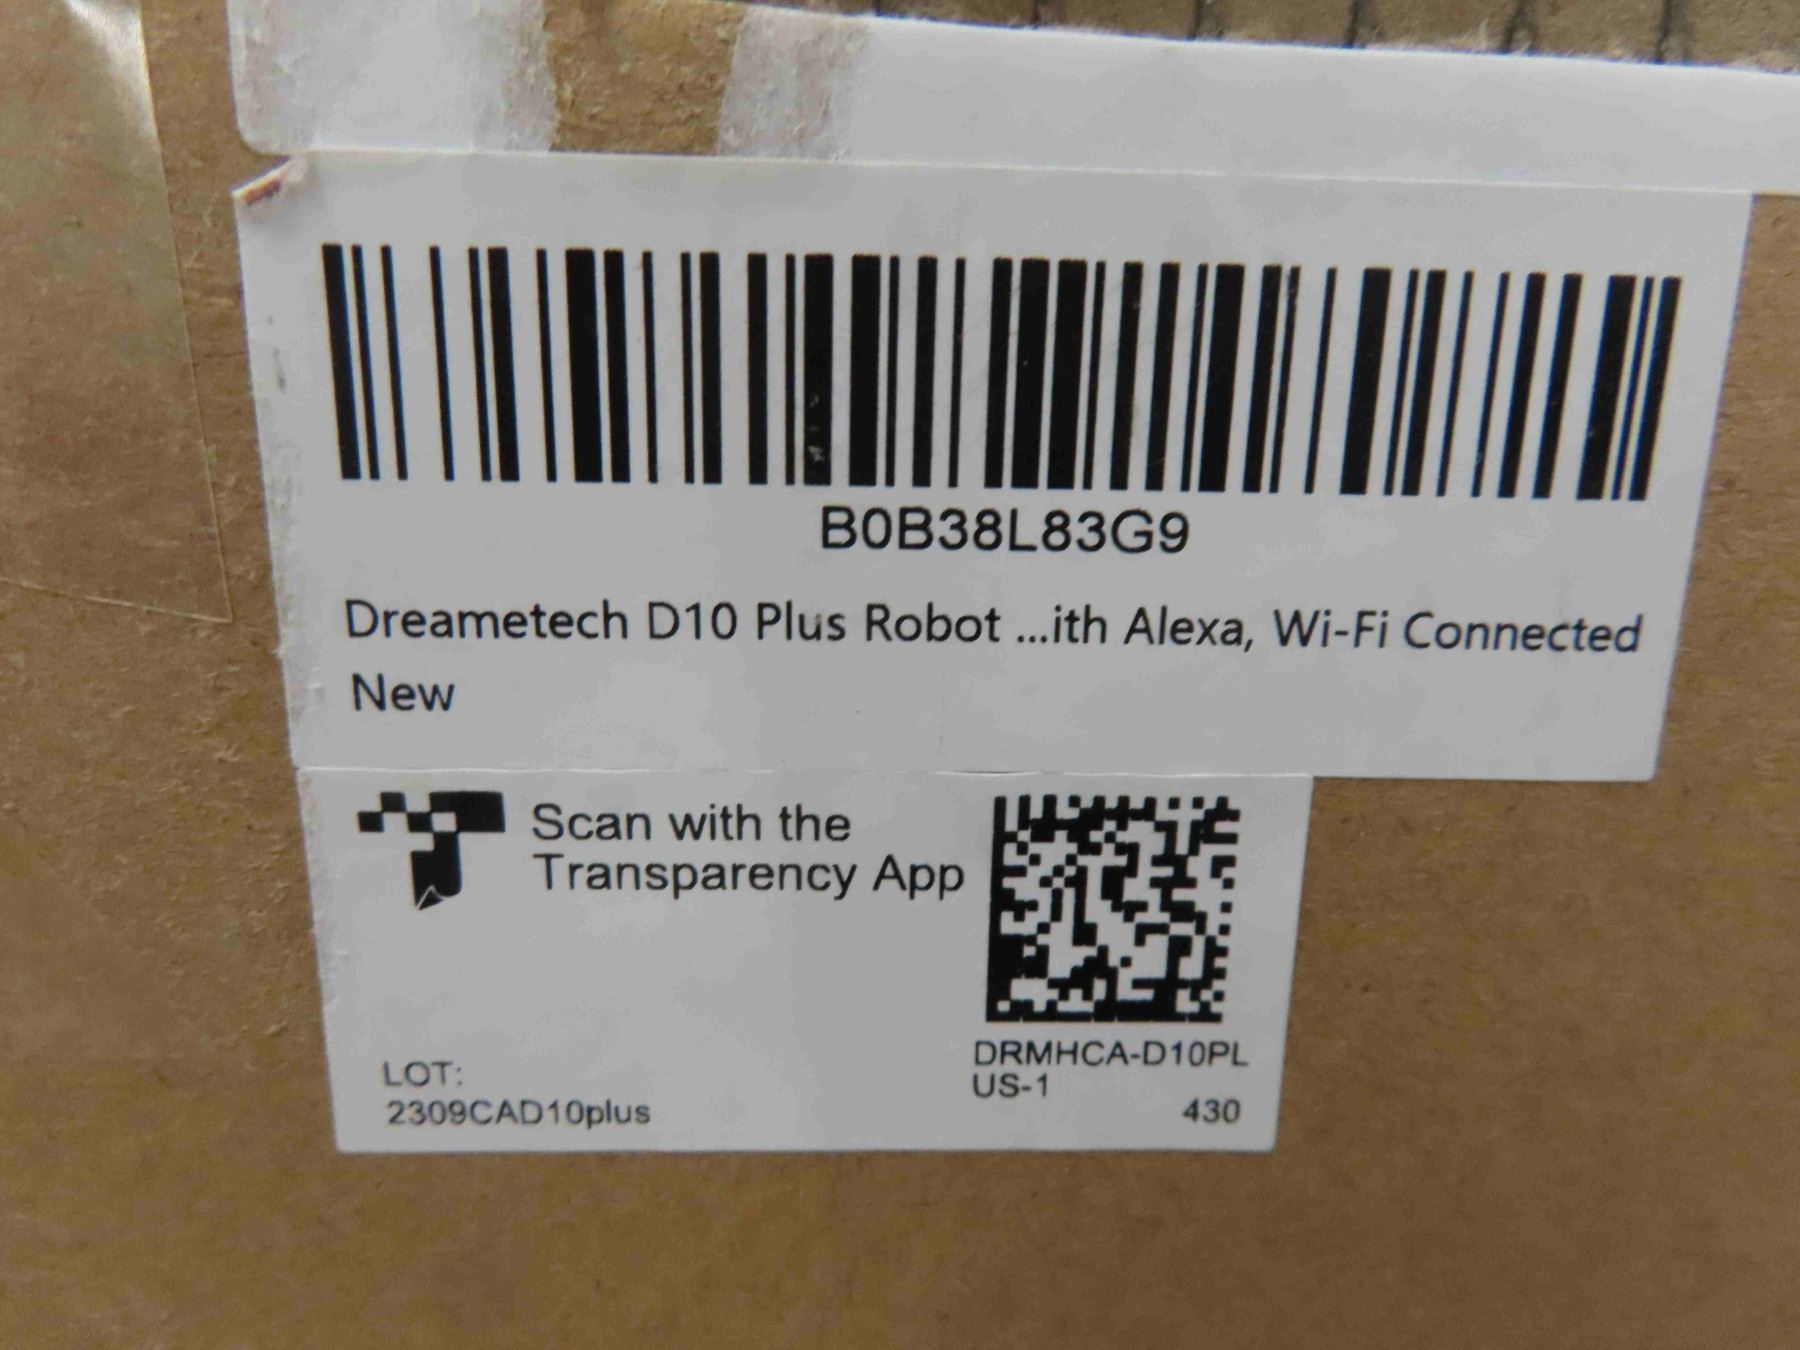 B0B38L83G9
Dreametech D10 Plus Robot ...ith Alexa, Wi-Fi Connected
New
Scan with the
Transparency App
DRMHCA-D10PL
US-1
430
LOT:
2309CAD10plus